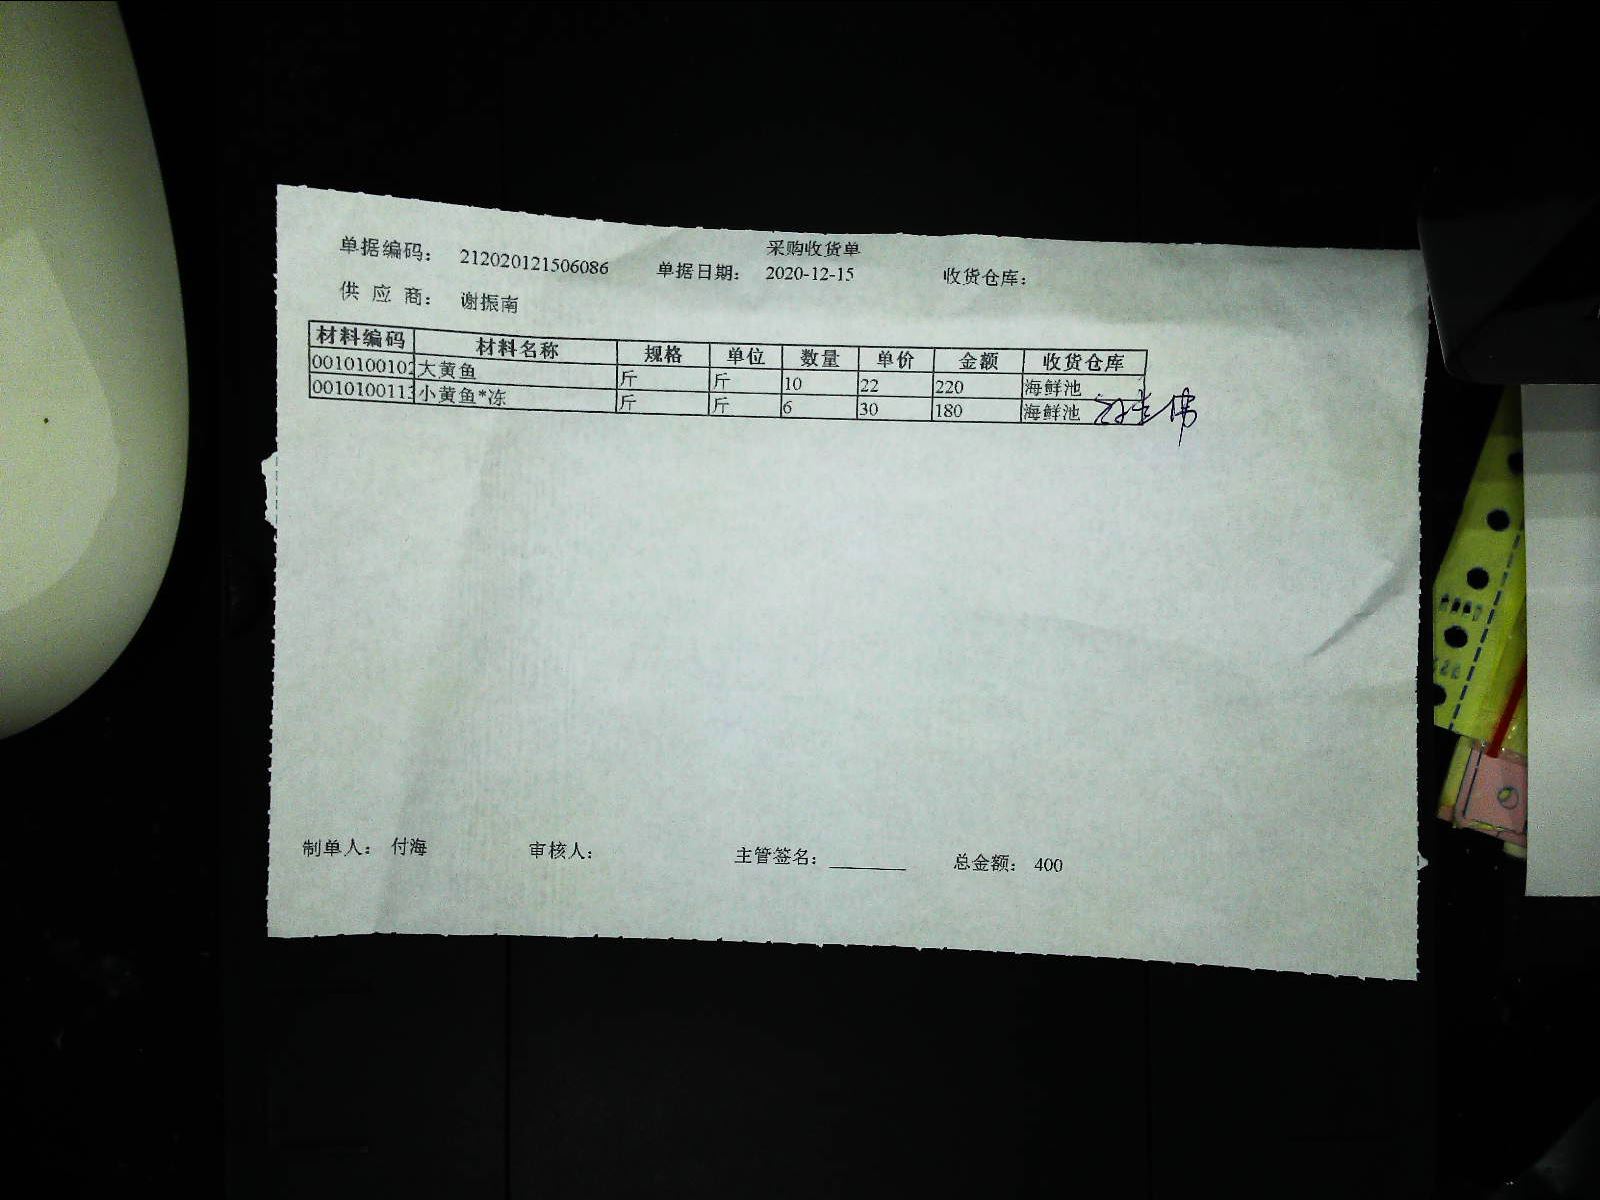 采购收货单
单据编码： 212020121506086 单据日期： 2020-12-15 收货仓库：
供 应 商： 谢振南
材料编码 材料名称 规格 单位 数量 单价 金额 收货仓库
0010100102 大黄鱼 斤 斤 10 22 220 海鲜池
0010100113 小黄鱼*冻 斤 斤 6 30 180 海鲜池
制单人： 付海 审核人： 主管签名：________ 总金额： 400